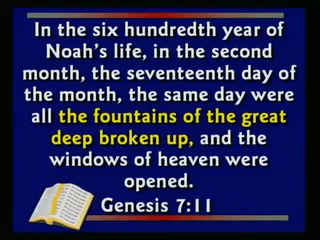 In the six hundredth year of
Noah's life, in the second
month, the seventeenth day of
the month, the same day were
all the fountains of the great
deep broken up, and the
windows of heaven were
opened.
Genesis 7:11